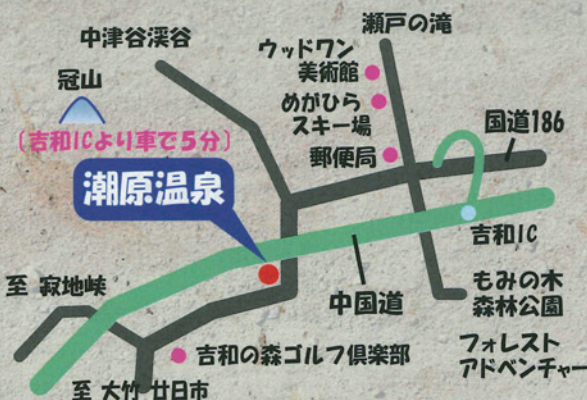 瀬戸の滝
中津谷渓谷
ウッドワン
美術館
冠山
めがひら
スキー場
〔吉和ICより車で5分〕
国道186
郵便局
潮原温泉
吉和IC
至 寂地峡
中国道
もみの木
森林公園
フォレスト
アドベンチャー
吉和の森ゴルフ倶楽部
至 大竹 廿日市